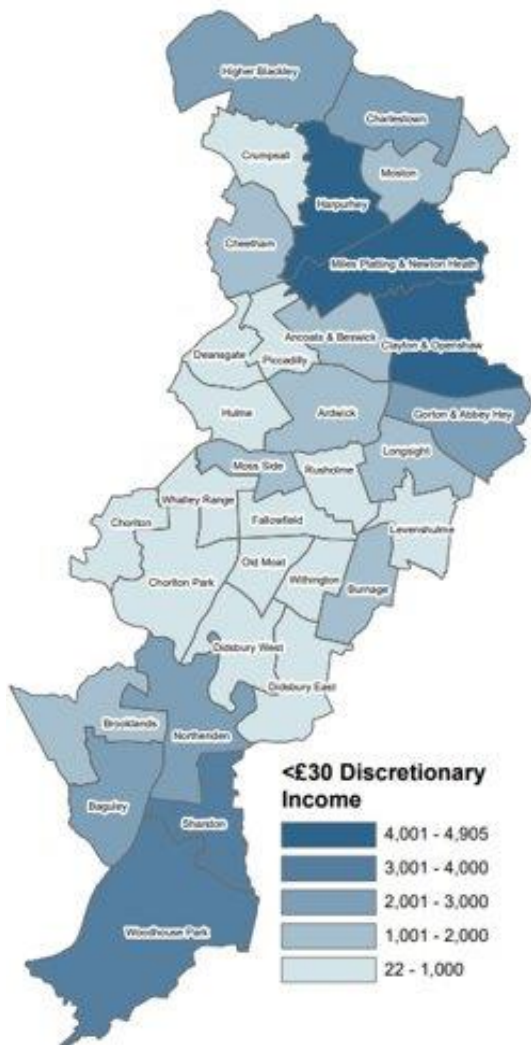 Higher Blackley
Charlestown
Crumpsall
Moston
Harpurhey
Cheetham
Miles Platting & Newton Heath
Ancoats & Beswick
Clayton & Openshaw
Deansgate
Piccadilly
Hulme
Ardwick
Gorton & Abbey Hey
Longsight
Moss Side
Rusholme
Whalley Range
Chorlton
Fallowfield
Levenshulme
Old Moat
Withington
Chorlton Park
Burnage
Didsbury West
Didsbury East
Brooklands
Northenden
Baguley
Sharston
Woodhouse Park
<£30 Discretionary
Income
4,001 - 4,905
3,001 - 4,000
2,001 - 3,000
1,001 - 2,000
22 - 1,000